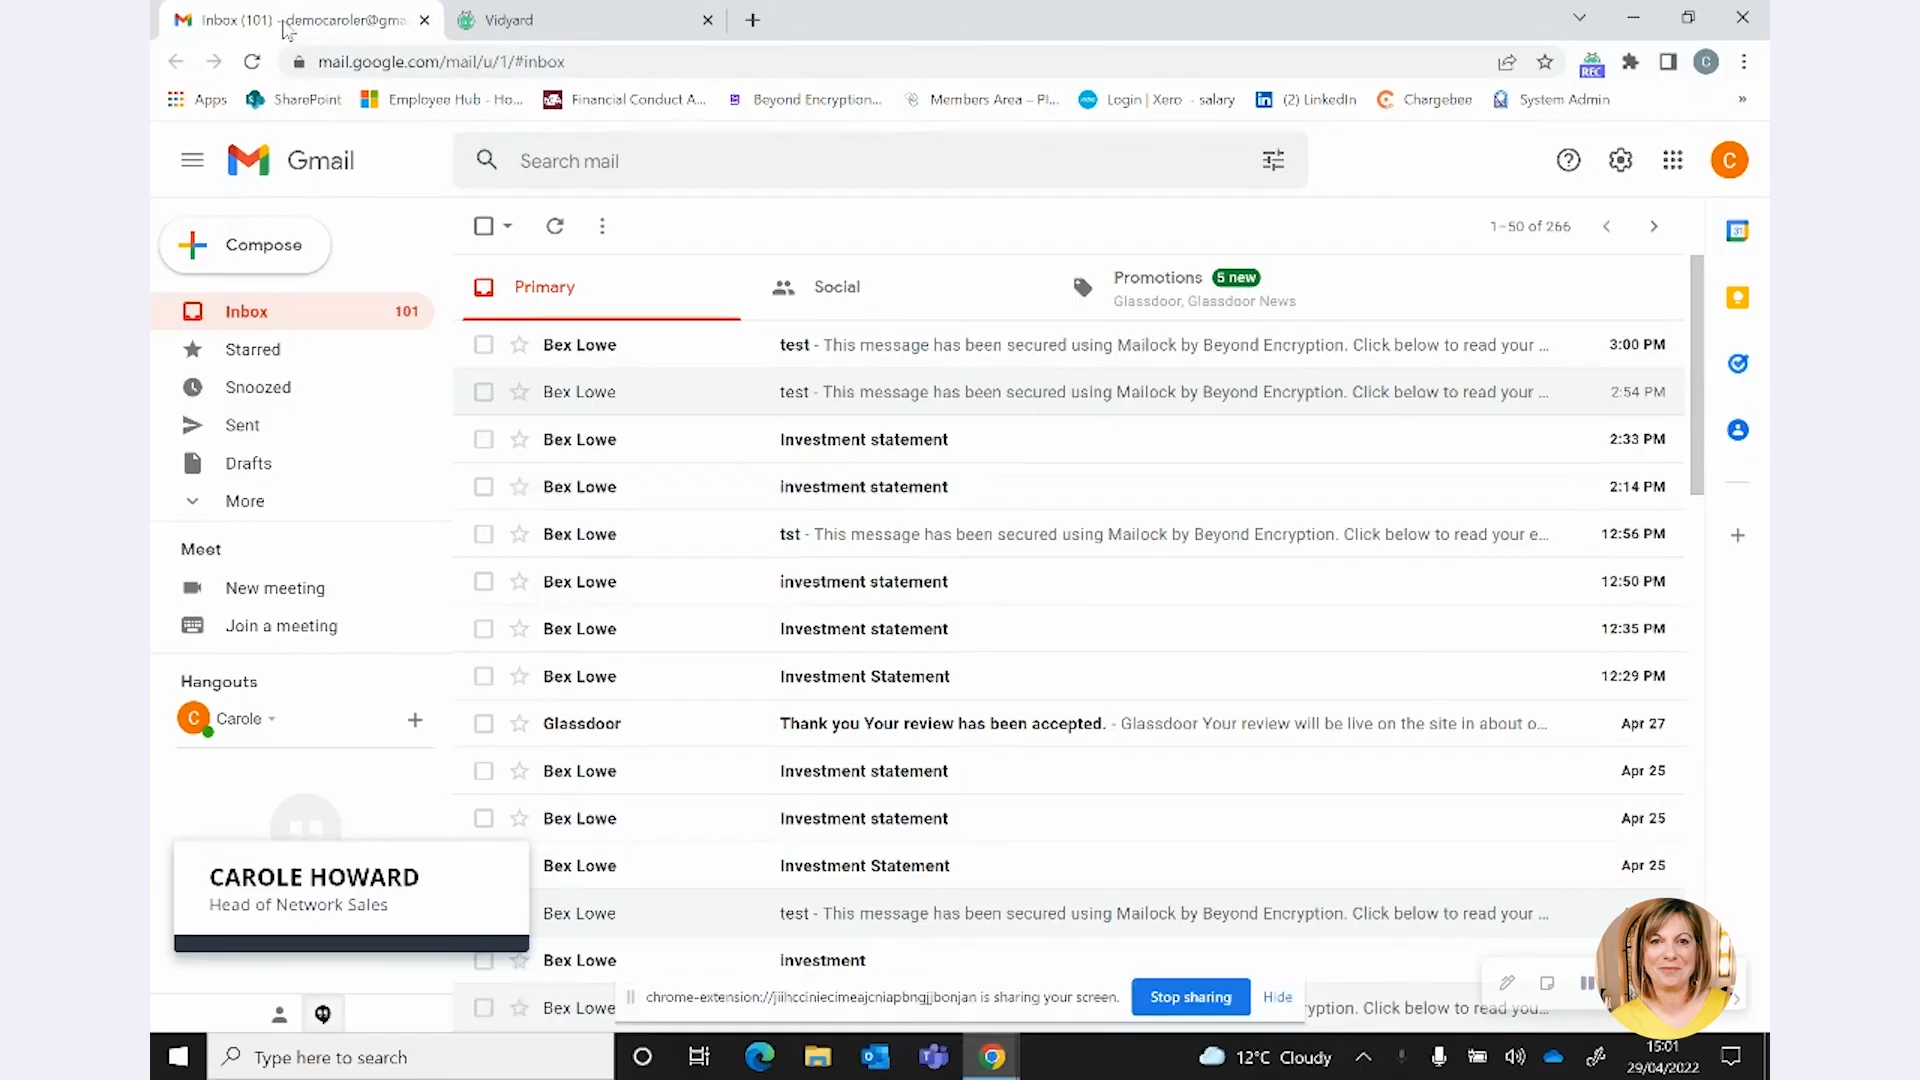 Inbox (101) - democaroler@gma
Vidyard
mail.google.com/mail/u/1/#inbox
REC
C
Apps
SharePoint
Employee Hub - Ho...
Financial Conduct A...
Beyond Encryption...
Members Area – Pl...
Login | Xero - salary
(2) LinkedIn
Chargebee
System Admin
»
Gmail
Search mail
C
Compose
1–50 of 266
Primary
Social
Promotions 5 new
Glassdoor, Glassdoor News
31
Inbox 101
Starred
Snoozed
Sent
Drafts
More
Meet
New meeting
Join a meeting
Hangouts
C Carole
Bex Lowe test - This message has been secured using Mailock by Beyond Encryption. Click below to read your ... 3:00 PM
Bex Lowe test - This message has been secured using Mailock by Beyond Encryption. Click below to read your ... 2:54 PM
Bex Lowe Investment statement 2:33 PM
Bex Lowe investment statement 2:14 PM
Bex Lowe tst - This message has been secured using Mailock by Beyond Encryption. Click below to read your e... 12:56 PM
Bex Lowe investment statement 12:50 PM
Bex Lowe Investment statement 12:35 PM
Bex Lowe Investment Statement 12:29 PM
Glassdoor Thank you Your review has been accepted. - Glassdoor Your review will be live on the site in about o... Apr 27
Bex Lowe Investment statement Apr 25
Bex Lowe Investment statement Apr 25
Bex Lowe Investment Statement Apr 25
Bex Lowe test - This message has been secured using Mailock by Beyond Encryption. Click below to read your ...
Bex Lowe investment
Bex Lowe yption. Click below to read you...
CAROLE HOWARD
Head of Network Sales
is sharing your screen.
Stop sharing
Hide
Type here to search
12°C Cloudy
15:01
29/04/2022